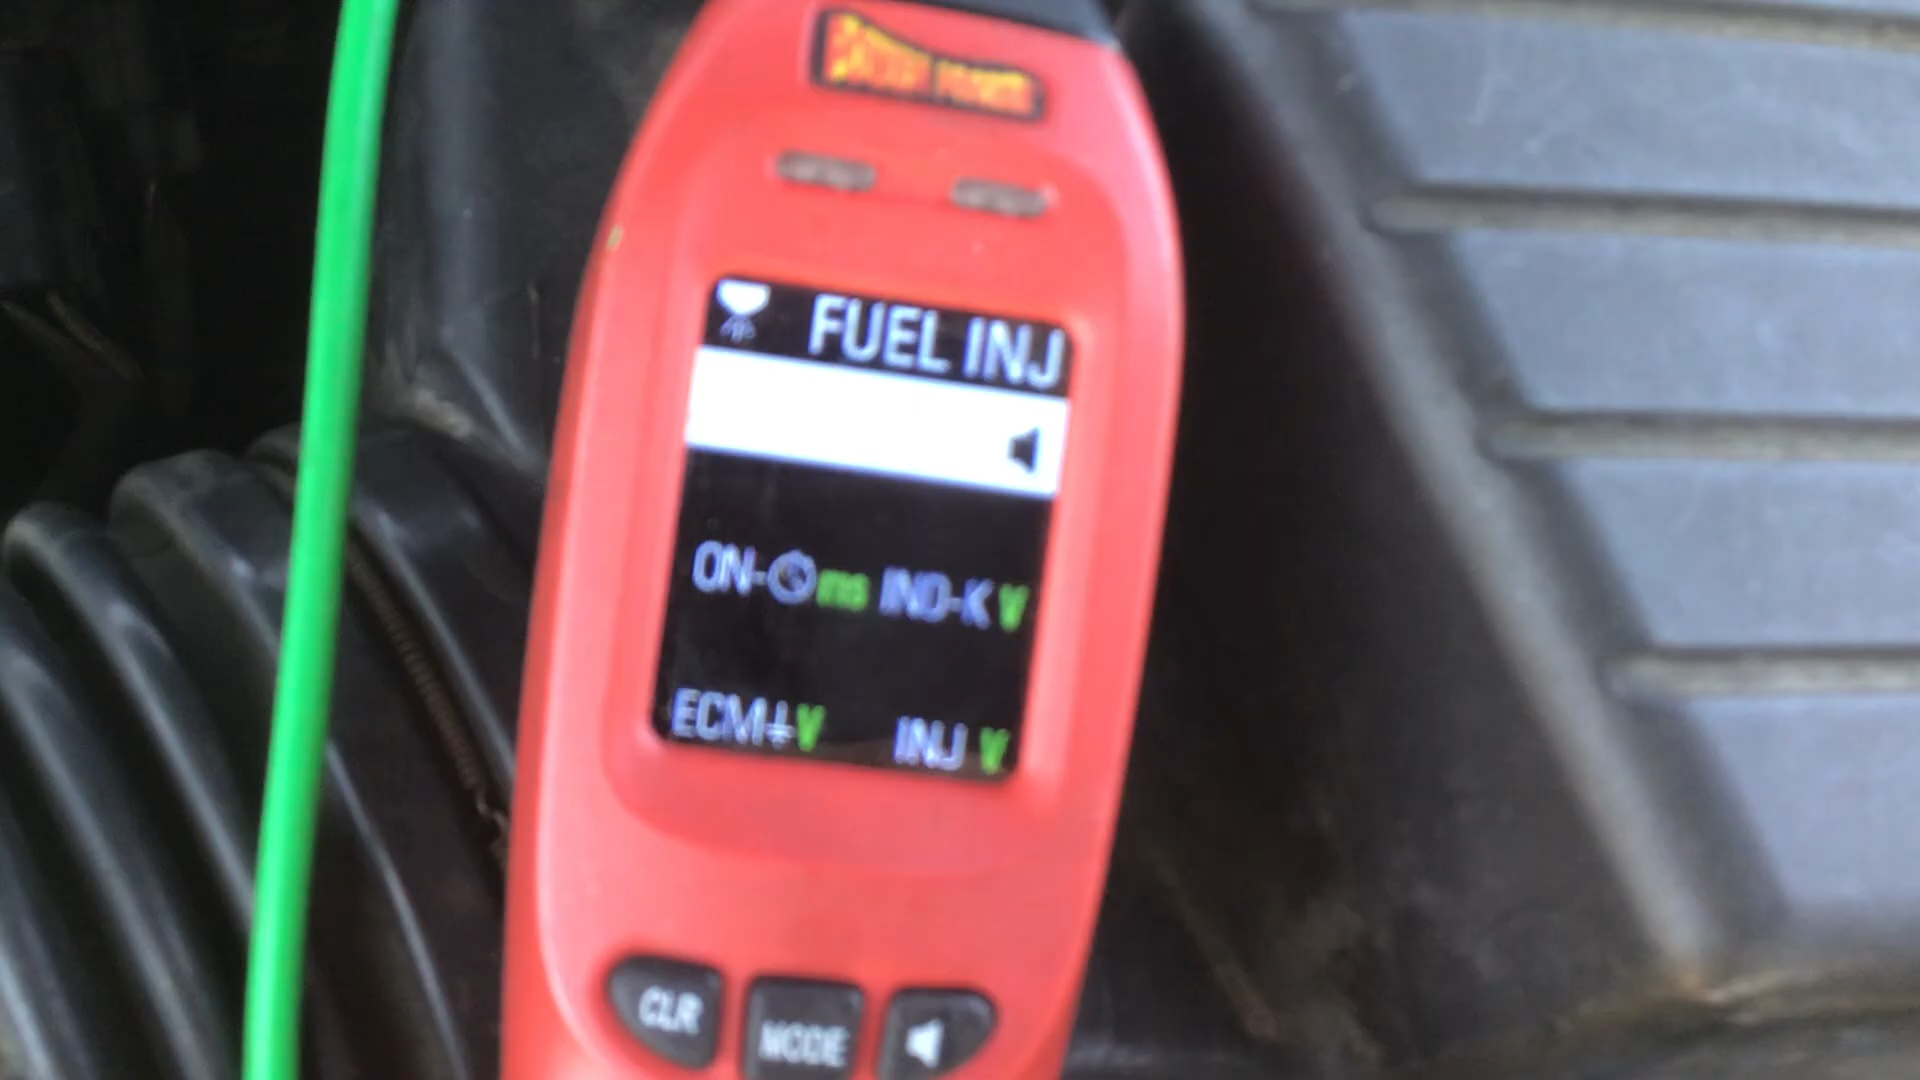 FUEL INJ
ON- ms IND-K V
ECM V INJ V
CLR MODE